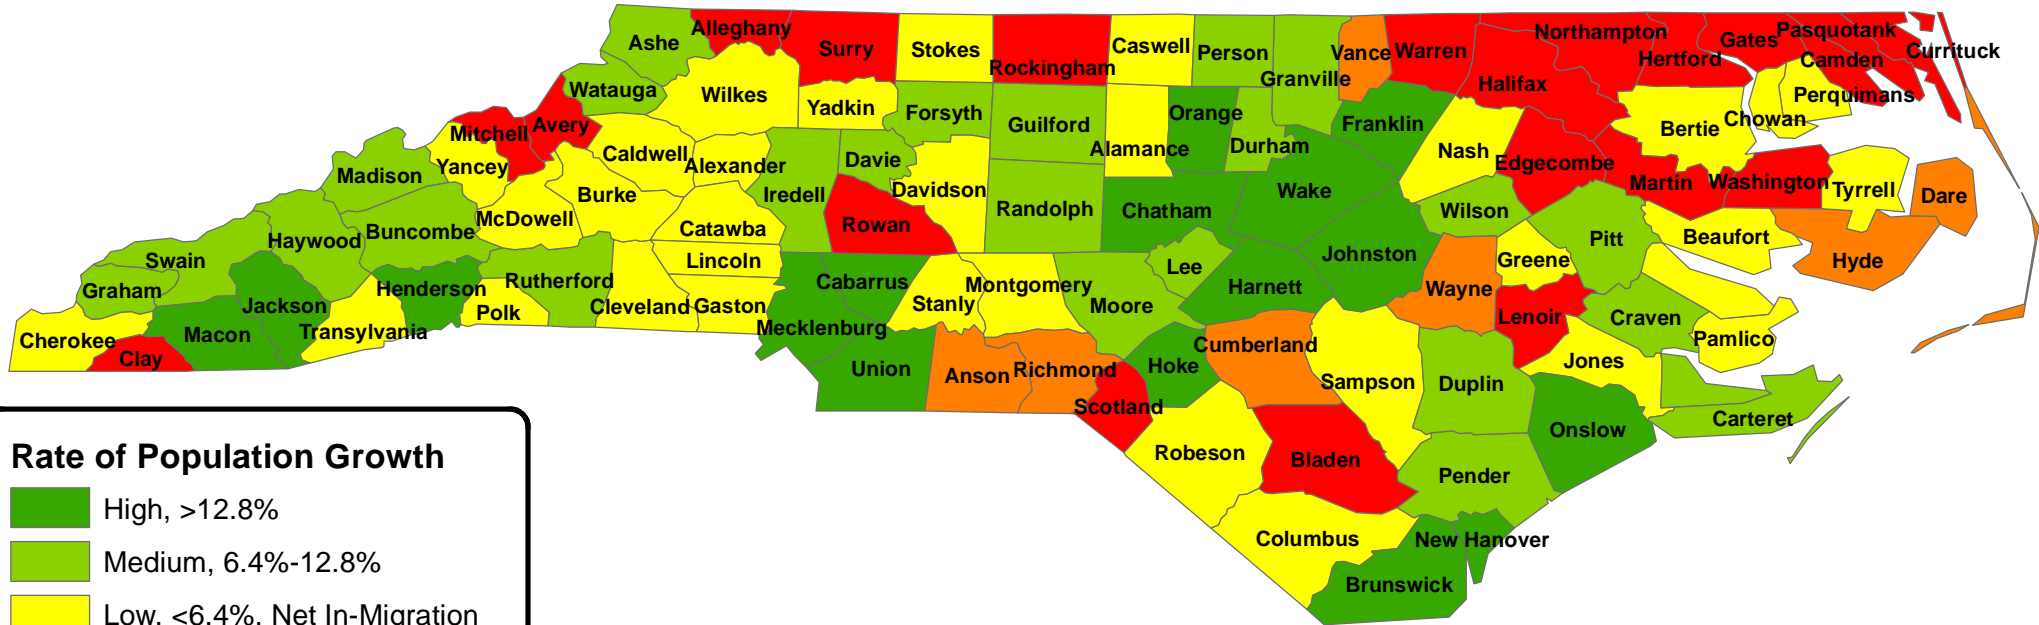 Ashe
Alleghany
Surry
Stokes
Rockingham
Caswell
Person
Granville
Vance
Warren
Northampton
Hertford
Gates
Pasquotank
Camden
Currituck
Halifax
Perquimans
Chowan
Bertie
Watauga
Wilkes
Yadkin
Forsyth
Guilford
Alamance
Orange
Durham
Franklin
Nash
Edgecombe
Martin
Washington
Tyrrell
Dare
Mitchell
Avery
Yancey
Caldwell
Alexander
Davie
Iredell
Davidson
Randolph
Chatham
Wake
Wilson
Pitt
Beaufort
Hyde
Madison
Burke
McDowell
Catawba
Rowan
Buncombe
Haywood
Swain
Graham
Lincoln
Johnston
Lee
Greene
Wayne
Harnett
Henderson
Rutherford
Cleveland
Gaston
Cabarrus
Stanly
Montgomery
Moore
Jackson
Macon
Transylvania
Polk
Mecklenburg
Cherokee
Clay
Union
Anson
Richmond
Hoke
Cumberland
Sampson
Lenoir
Craven
Pamlico
Jones
Duplin
Scotland
Carteret
Onslow
Robeson
Bladen
Pender
Columbus
New Hanover
Brunswick
Rate of Population Growth
High, >12.8%
Medium, 6.4%-12.8%
Low, <6.4%, Net In-Migration